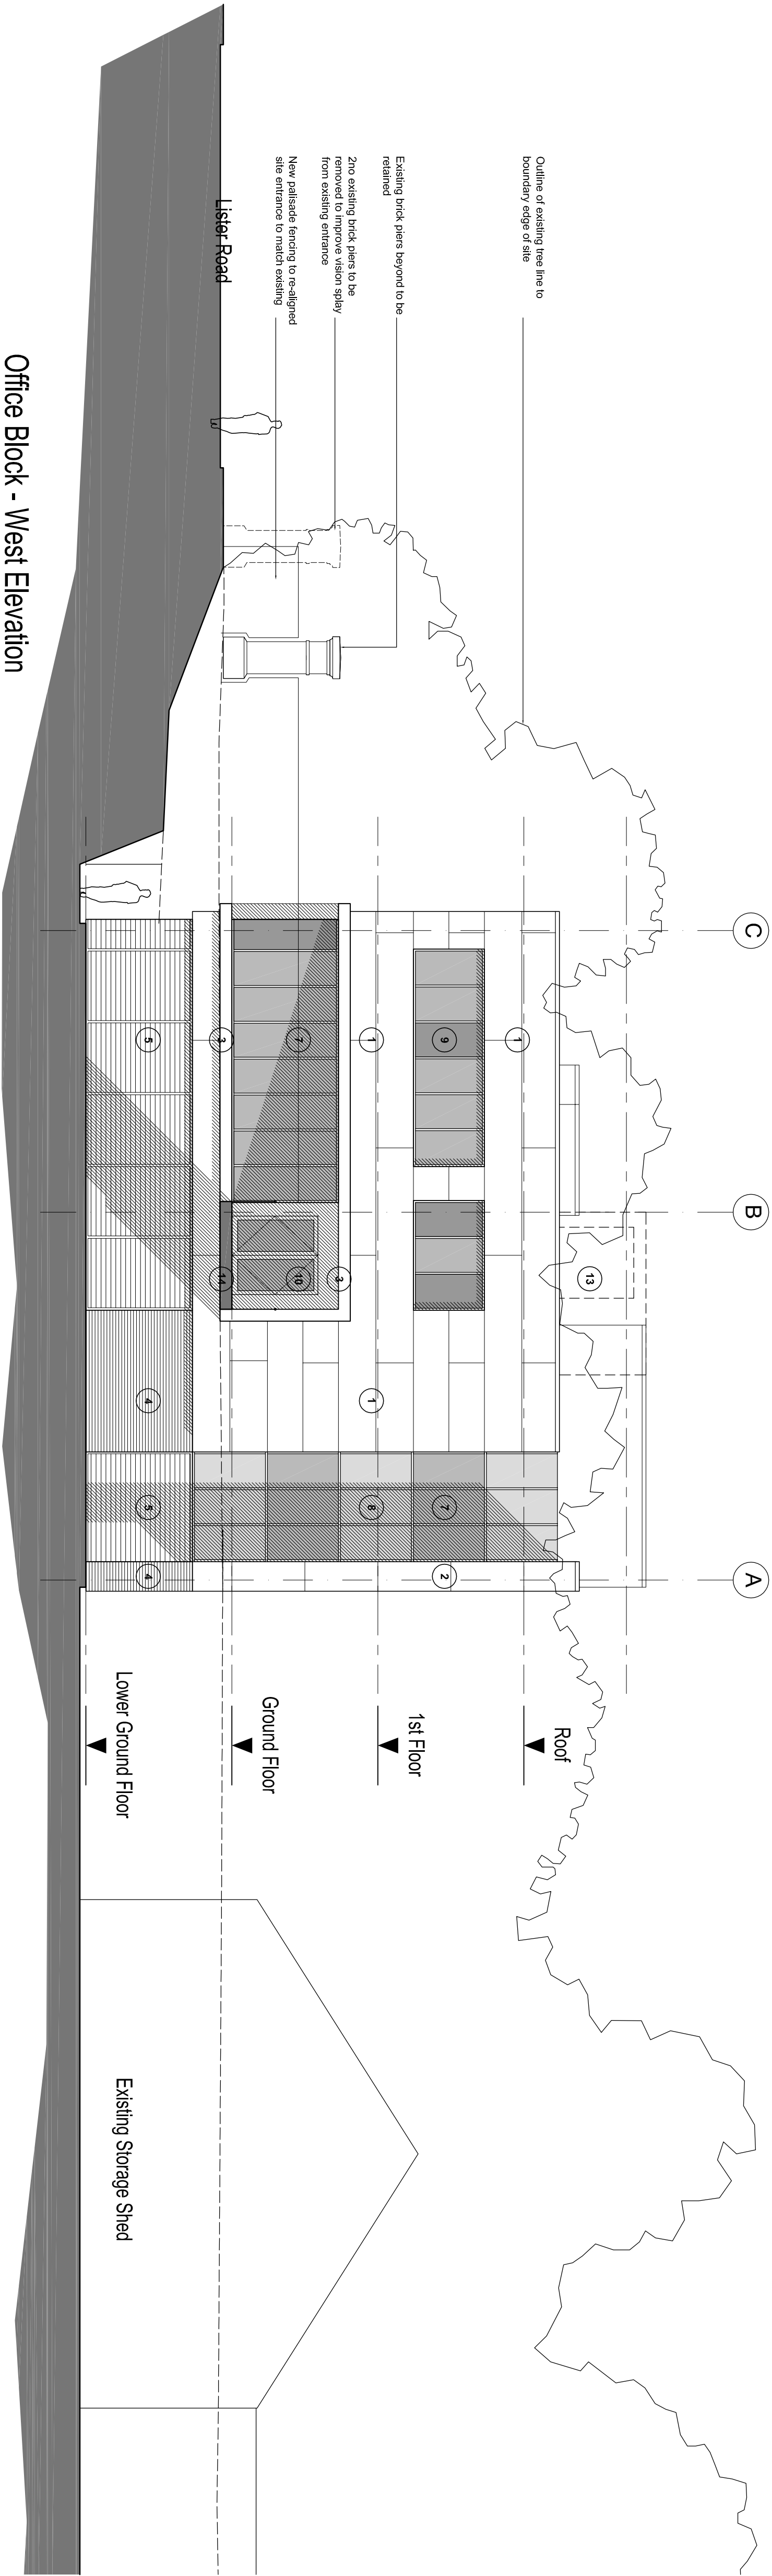 C
B
A
Outline of existing tree line to
boundary edge of site
Existing brick piers beyond to be
retained
2no existing brick piers to be
removed to improve vision splay
from existing entrance
New palisade fencing to re-aligned
site entrance to match existing
Lister Road
13
1
9
7
2
1
1
8
3
7
10
3
5
4
5
4
Roof
1st Floor
Ground Floor
Lower Ground Floor
Existing Storage Shed
Office Block - West Elevation